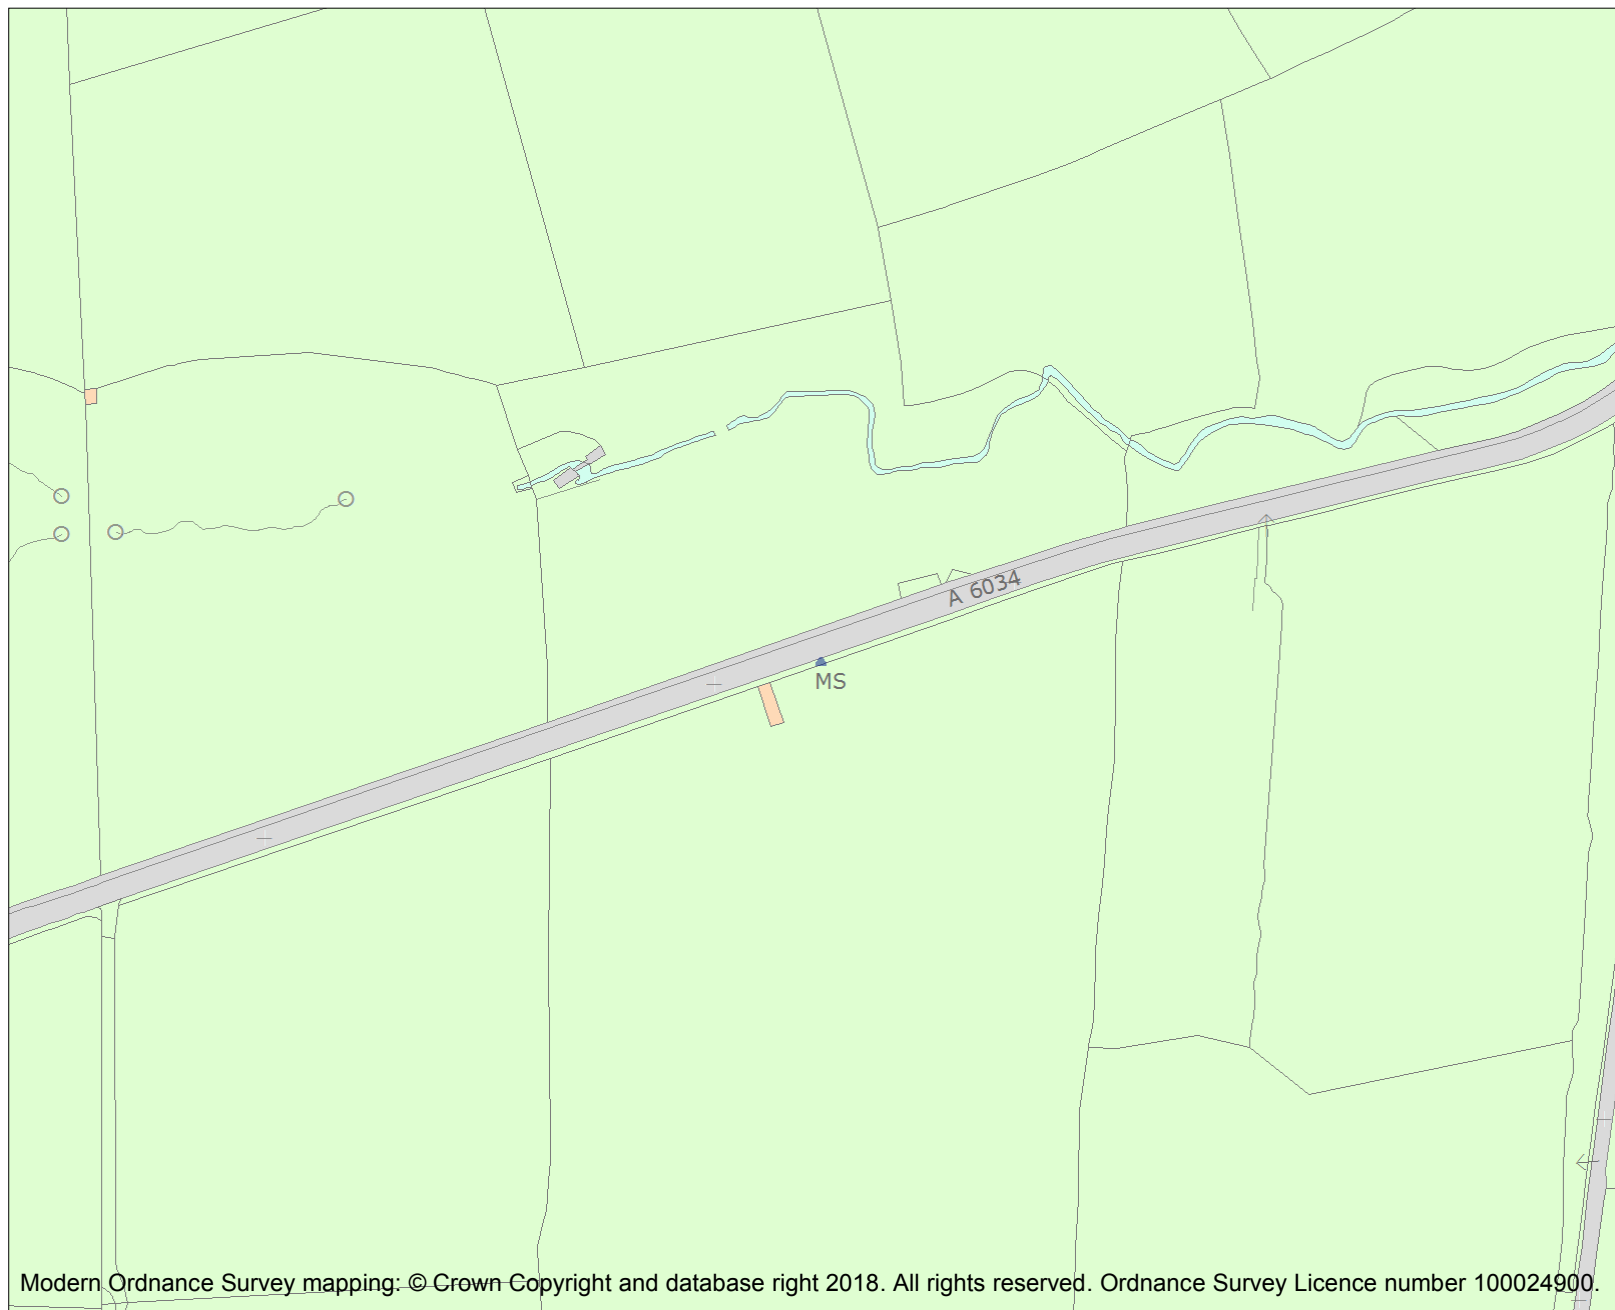 A 6034
MS
Modern Ordnance Survey mapping: © Crown Copyright and database right 2018. All rights reserved. Ordnance Survey Licence number 100024900.